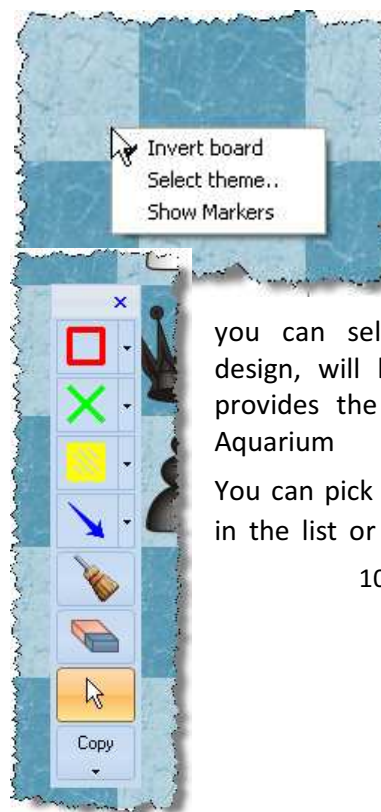 Invert board
Select theme..
Show Markers
you can sel
design, will
provides the
Aquarium
You can pick
in the list or
10
Copy